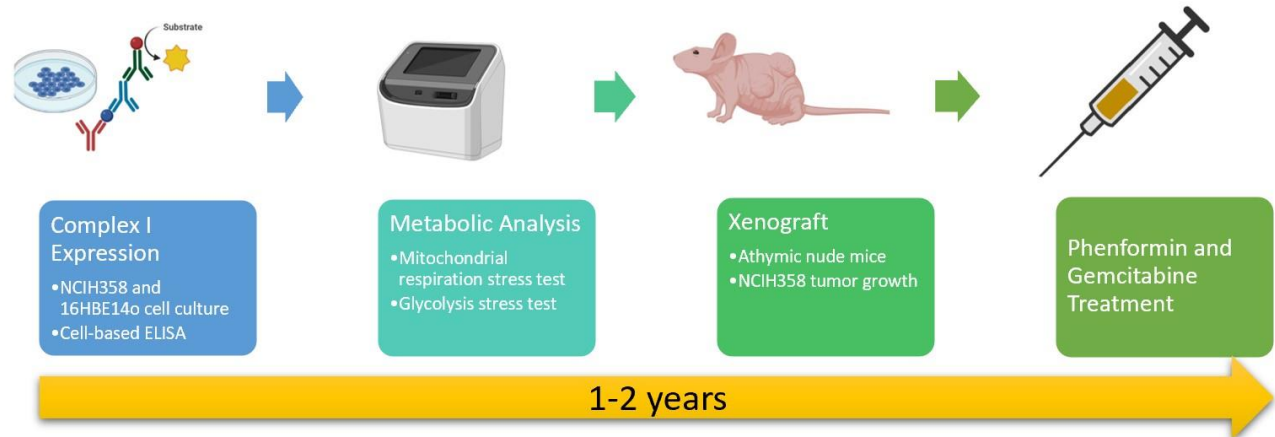 Substrate
Complex I
Expression
•NCIH358 and
16HBE14o cell culture
•Cell-based ELISA
Metabolic Analysis
•Mitochondrial
respiration stress test
•Glycolysis stress test
Xenograft
•Athymic nude mice
•NCIH358 tumor growth
Phenformin and
Gemcitabine
Treatment
1-2 years